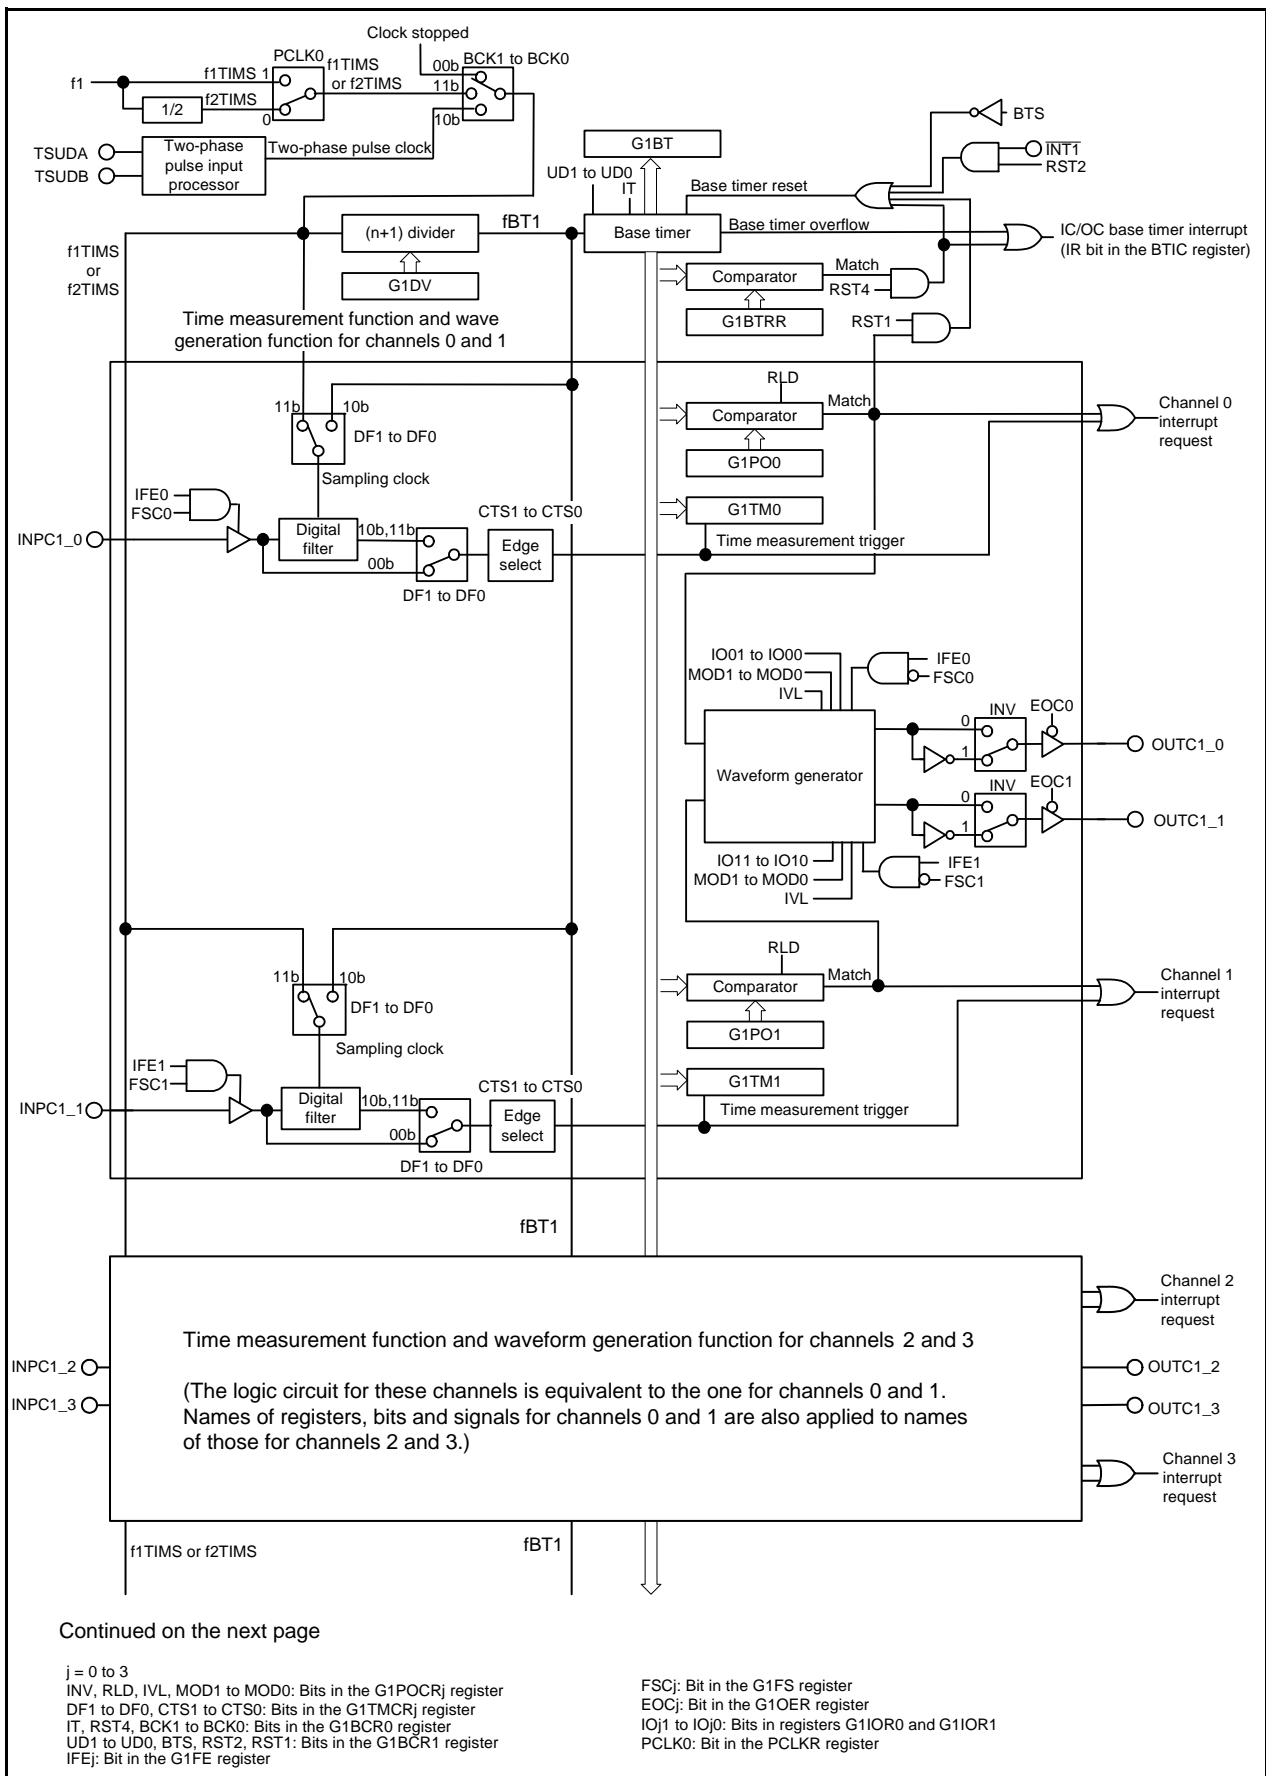 Clock stopped
PCLK0
f1TIMS
or f2TIMS
BCK1 to BCK0
00b
11b
10b
f1
f1TIMS 1
f2TIMS
0
1/2
TSUDA
TSUDB
Two-phase
pulse input
processor
Two-phase pulse clock
G1BT
UD1 to UD0
IT
Base timer reset
BTS
INT1
RST2
f1TIMS
or
f2TIMS
(n+1) divider
fBT1
Base timer
Base timer overflow
IC/OC base timer interrupt
(IR bit in the BTIC register)
G1DV
Comparator
Match
RST4
G1BTRR
RST1
Time measurement function and wave
generation function for channels 0 and 1
11b
10b
DF1 to DF0
Sampling clock
RLD
Comparator
Match
G1PO0
Channel 0
interrupt
request
IFE0
FSC0
INPC1_0
Digital
filter
10b,11b
00b
DF1 to DF0
CTS1 to CTS0
Edge
select
G1TM0
Time measurement trigger
IO01 to IO00
MOD1 to MOD0
IVL
IFE0
FSC0
Waveform generator
0
1
INV
EOC0
OUTC1_0
0
1
INV
EOC1
OUTC1_1
IO11 to IO10
MOD1 to MOD0
IVL
IFE1
FSC1
11b
10b
DF1 to DF0
Sampling clock
RLD
Comparator
Match
G1PO1
Channel 1
interrupt
request
IFE1
FSC1
INPC1_1
Digital
filter
10b,11b
00b
DF1 to DF0
CTS1 to CTS0
Edge
select
G1TM1
Time measurement trigger
fBT1
Time measurement function and waveform generation function for channels 2 and 3
(The logic circuit for these channels is equivalent to the one for channels 0 and 1.
Names of registers, bits and signals for channels 0 and 1 are also applied to names
of those for channels 2 and 3.)
INPC1_2
INPC1_3
Channel 2
interrupt
request
OUTC1_2
OUTC1_3
Channel 3
interrupt
request
f1TIMS or f2TIMS
fBT1
Continued on the next page
j = 0 to 3
INV, RLD, IVL, MOD1 to MOD0: Bits in the G1POCRj register
DF1 to DF0, CTS1 to CTS0: Bits in the G1TMCRj register
IT, RST4, BCK1 to BCK0: Bits in the G1BCR0 register
UD1 to UD0, BTS, RST2, RST1: Bits in the G1BCR1 register
IFEj: Bit in the G1FE register
FSCj: Bit in the G1FS register
EOCj: Bit in the G1OER register
IOj1 to IOj0: Bits in registers G1IOR0 and G1IOR1
PCLK0: Bit in the PCLKR register